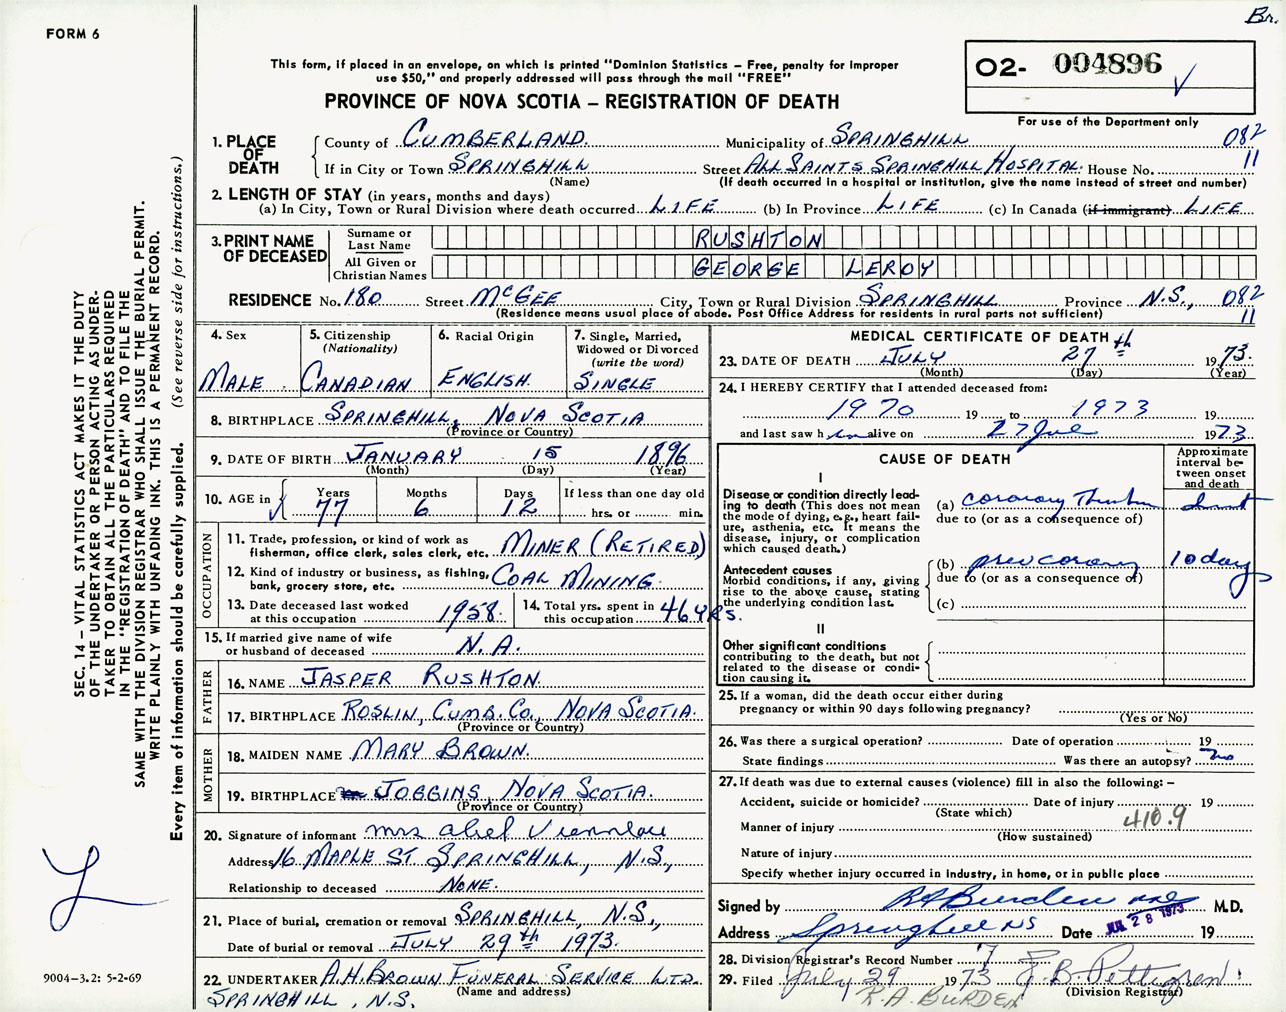 Br.
FORM 6
This form, if placed in an envelope, on which is printed "Dominion Statistics — Free, penalty for improper
use $50," and properly addressed will pass through the mail "FREE"
PROVINCE OF NOVA SCOTIA — REGISTRATION OF DEATH
O2- 004896
For use of the Department only
1. PLACE OF DEATH County of CUMBERLAND. Municipality of SPRINGHILL 082
If in City or Town SPRINGHILL Street ALL SAINTS SPRINGHILL HOSPITAL. House No. 11
(Name) (If death occurred in a hospital or institution, give the name instead of street and number)
2. LENGTH OF STAY (in years, months and days)
(a) In City, Town or Rural Division where death occurred LIFE (b) In Province LIFE (c) In Canada (if immigrant) LIFE
3. PRINT NAME OF DECEASED Surname or Last Name RUSHTON
All Given or Christian Names GEORGE LEROY
RESIDENCE No. 180 Street MCGEE City, Town or Rural Division SPRINGHILL Province N.S., 082
(Residence means usual place of abode. Post Office Address for residents in rural parts not sufficient) 11
4. Sex MALE
5. Citizenship (Nationality) CANADIAN
6. Racial Origin ENGLISH.
7. Single, Married, Widowed or Divorced (write the word) SINGLE
8. BIRTHPLACE SPRINGHILL, NOVA SCOTIA
(Province or Country)
9. DATE OF BIRTH JANUARY 15 1896
(Month) (Day) (Year)
10. AGE in Years 77 Months 6 Days 12 If less than one day old
hrs. or min.
OCCUPATION
11. Trade, profession, or kind of work as
fisherman, office clerk, sales clerk, etc. MINER (RETIRED)
12. Kind of industry or business, as fishing,
bank, grocery store, etc. COAL MINING.
13. Date deceased last worked
at this occupation 1958.
14. Total yrs. spent in
this occupation 46 YRS.
15. If married give name of wife
or husband of deceased N.A.
FATHER
16. NAME JASPER RUSHTON.
17. BIRTHPLACE ROSLIN, CUMB. CO., NOVA SCOTIA.
(Province or Country)
MOTHER
18. MAIDEN NAME MARY BROWN.
19. BIRTHPLACE JOGGINS, NOVA SCOTIA.
(Province or Country)
20. Signature of informant Mrs
Address 16 MAPLE ST. SPRINGHILL, N.S.,
Relationship to deceased NONE.
21. Place of burial, cremation or removal SPRINGHILL, N.S.,
Date of burial or removal JULY 29th 1973.
22. UNDERTAKER A.H. BROWN FUNERAL SERVICE LTD.
(Name and address)
SPRINGHILL, N.S.
MEDICAL CERTIFICATE OF DEATH
23. DATE OF DEATH JULY 27th 1973.
(Month) (Day) (Year)
24. I HEREBY CERTIFY that I attended deceased from:
1970 19 to 1973 19
and last saw him alive on 27 Jul 1973
CAUSE OF DEATH
Approximate interval between onset and death
I
Disease or condition directly lead-
ing to death (This does not mean
the mode of dying, e.g., heart fail-
ure, asthenia, etc. It means the
disease, injury, or complication
which caused death.)
(a) coronary
due to (or as a consequence of)
Antecedent causes
Morbid conditions, if any, giving
rise to the above cause, stating
the underlying condition last.
(b) prev coronary 10 days
due to (or as a consequence of)
(c)
II
Other significant conditions
contributing to the death, but not
related to the disease or condi-
tion causing it.
25. If a woman, did the death occur either during
pregnancy or within 90 days following pregnancy?
(Yes or No)
26. Was there a surgical operation? Date of operation 19
State findings Was there an autopsy? no
27. If death was due to external causes (violence) fill in also the following: —
Accident, suicide or homicide? Date of injury 19
(State which)
Manner of injury 410.9
(How sustained)
Nature of injury
Specify whether injury occurred in industry, in home, or in public place
Signed by R A Burden M.D.
Address Springhill NS Date JUL 28 1973 19
28. Division Registrar's Record Number 7
29. Filed July 29 1973 E. B. Pettigrew
(Division Registrar)
R.A. BURDEN
SEC. 14 — VITAL STATISTICS ACT MAKES IT THE DUTY
OF THE UNDERTAKER OR PERSON ACTING AS UNDER-
TAKER TO OBTAIN ALL THE PARTICULARS REQUIRED
IN THE "REGISTRATION OF DEATH" AND TO FILE THE
SAME WITH THE DIVISION REGISTRAR WHO SHALL ISSUE THE BURIAL PERMIT.
WRITE PLAINLY WITH UNFADING INK. THIS IS A PERMANENT RECORD.
Every item of information should be carefully supplied. (See reverse side for instructions.)
9004-3.2: 5-2-69